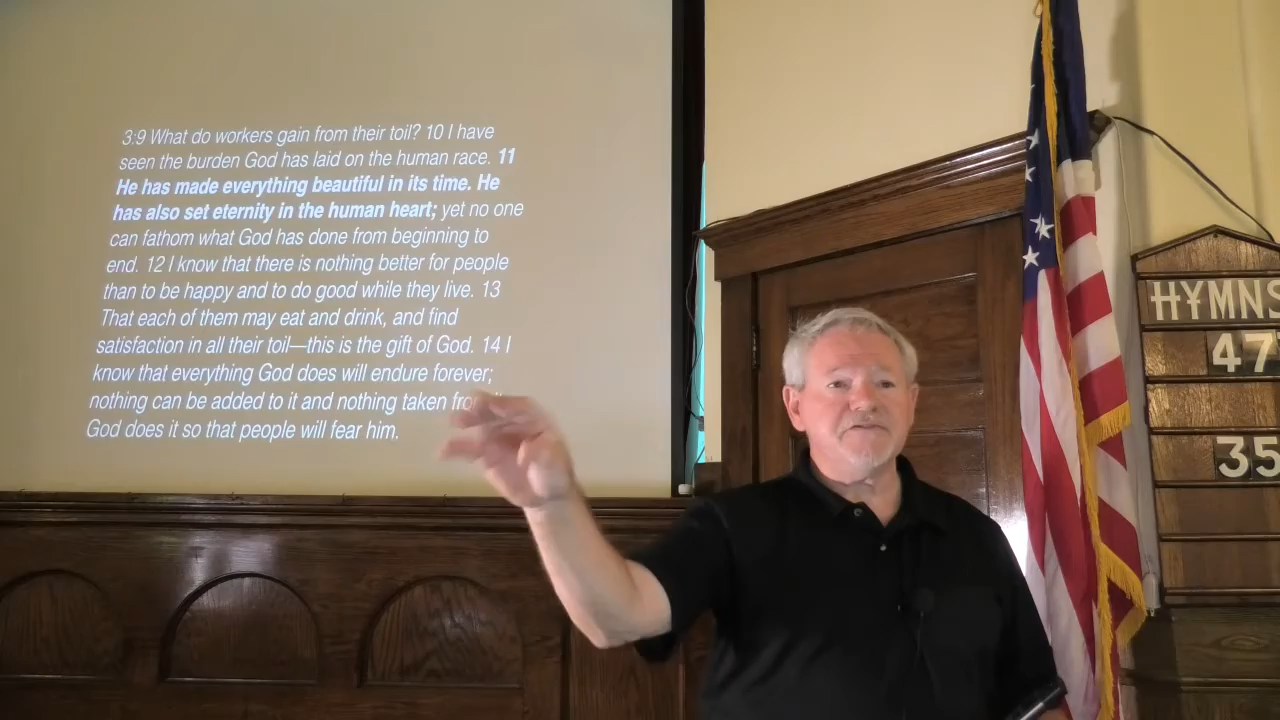 3:9 What do workers gain from their toil? 10 I have
seen the burden God has laid on the human race. 11
He has made everything beautiful in its time. He
has also set eternity in the human heart; yet no one
can fathom what God has done from beginning to
end. 12 I know that there is nothing better for people
than to be happy and to do good while they live. 13
That each of them may eat and drink, and find
satisfaction in all their toil—this is the gift of God. 14 I
know that everything God does will endure forever;
nothing can be added to it and nothing taken
God does it so that people will fear him.
HYMNS
47
35